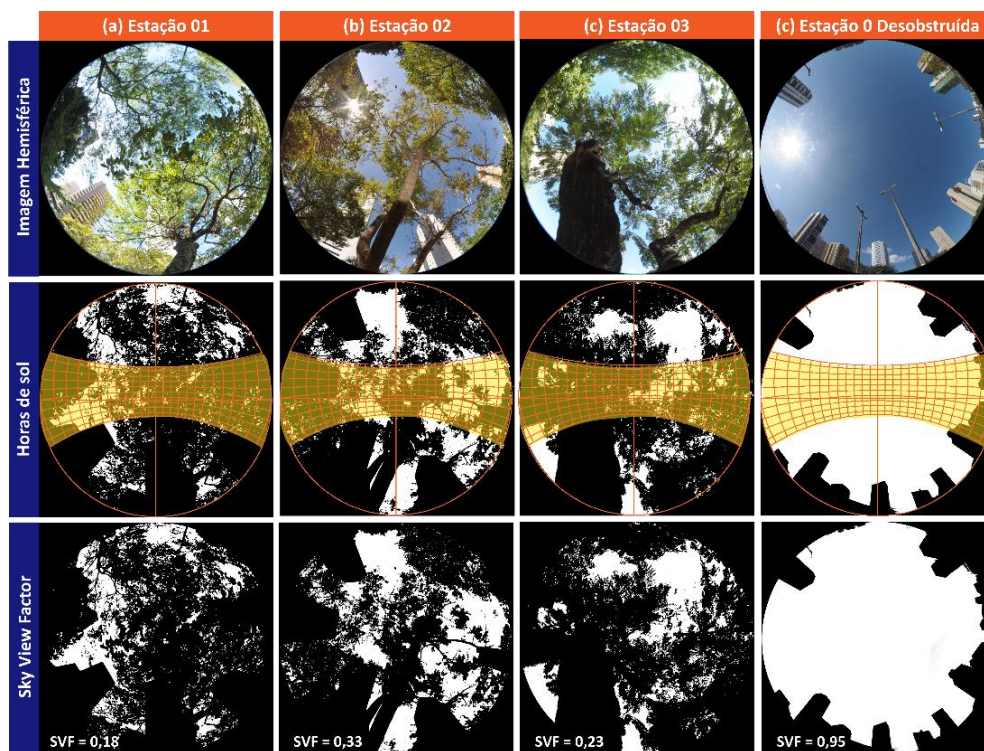 (a) Estação 01
(b) Estação 02
(c) Estação 03
(c) Estação 0 Desobstruída
Imagem Hemisférica
Horas de sol
Sky View Factor
SVF = 0,18
SVF = 0,33
SVF = 0,23
SVF = 0,95